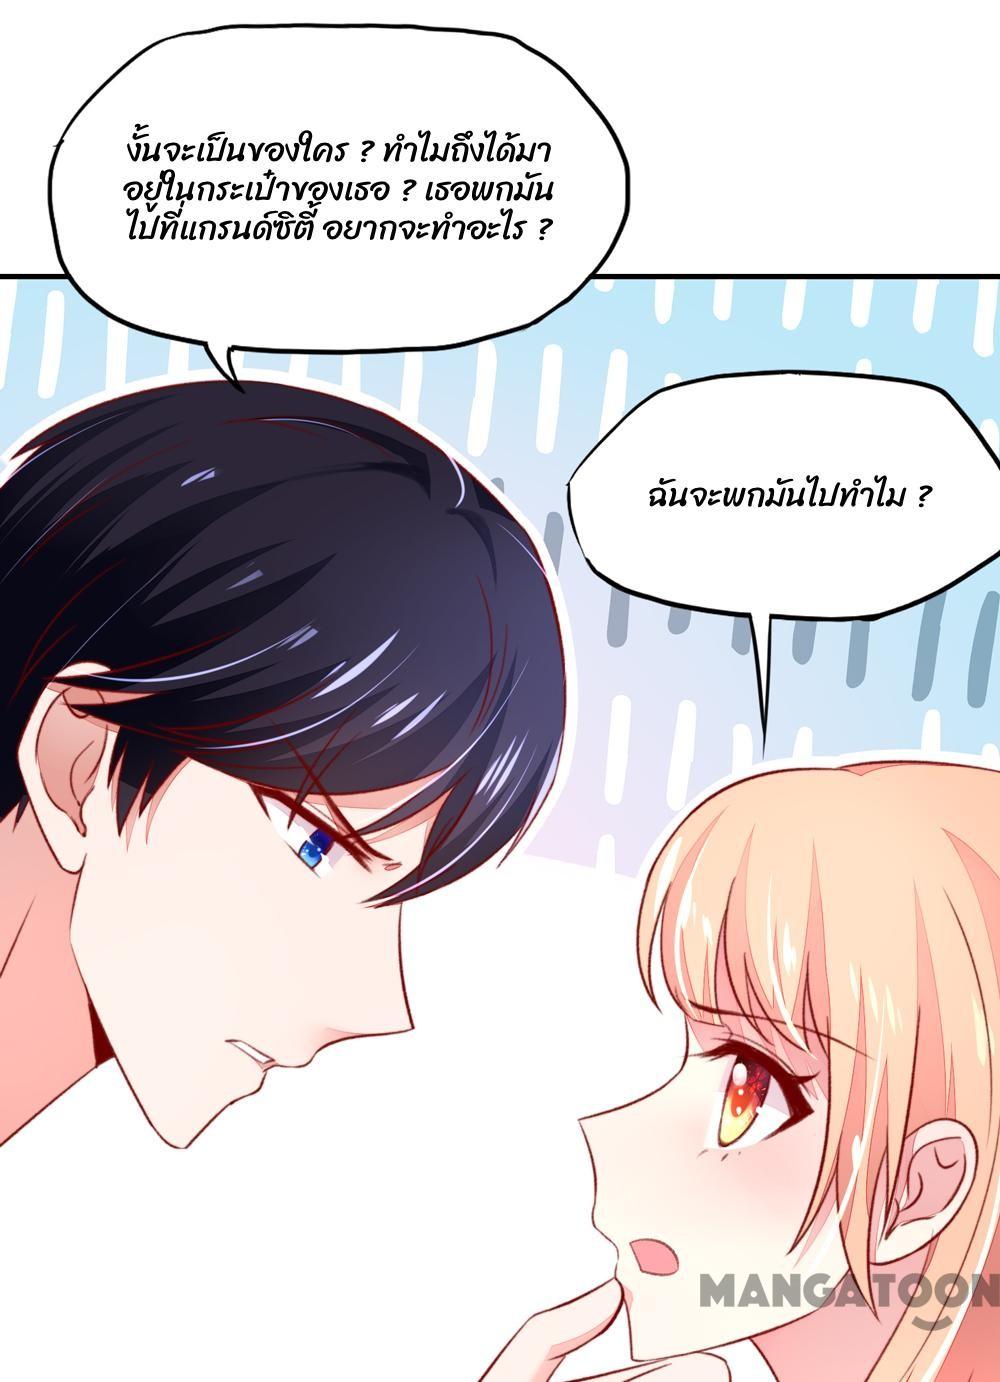 งั้นจะเป็นของใคร ? ทำไมถึงได้มา
อยู่ในกระเป๋าของเธอ ? เธอพกมัน
ไปที่แกรนด์ซิตี้ อยากจะทำอะไร ?
ฉันจะพกมันไปทำไม ?
MANGATOON